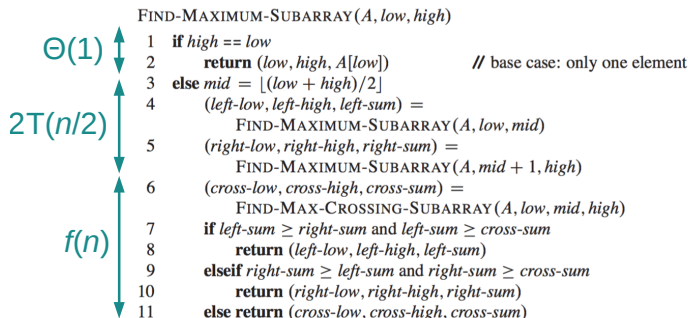 FIND-MAXIMUM-SUBARRAY(A, low, high)
Θ(1)
1 if high == low
2 return (low, high, A[low]) // base case: only one element
3 else mid = ⌊(low + high)/2⌋
2T(n/2)
4 (left-low, left-high, left-sum) =
FIND-MAXIMUM-SUBARRAY(A, low, mid)
5 (right-low, right-high, right-sum) =
FIND-MAXIMUM-SUBARRAY(A, mid + 1, high)
f(n)
6 (cross-low, cross-high, cross-sum) =
FIND-MAX-CROSSING-SUBARRAY(A, low, mid, high)
7 if left-sum ≥ right-sum and left-sum ≥ cross-sum
8 return (left-low, left-high, left-sum)
9 elseif right-sum ≥ left-sum and right-sum ≥ cross-sum
10 return (right-low, right-high, right-sum)
11 else return (cross-low, cross-high, cross-sum)